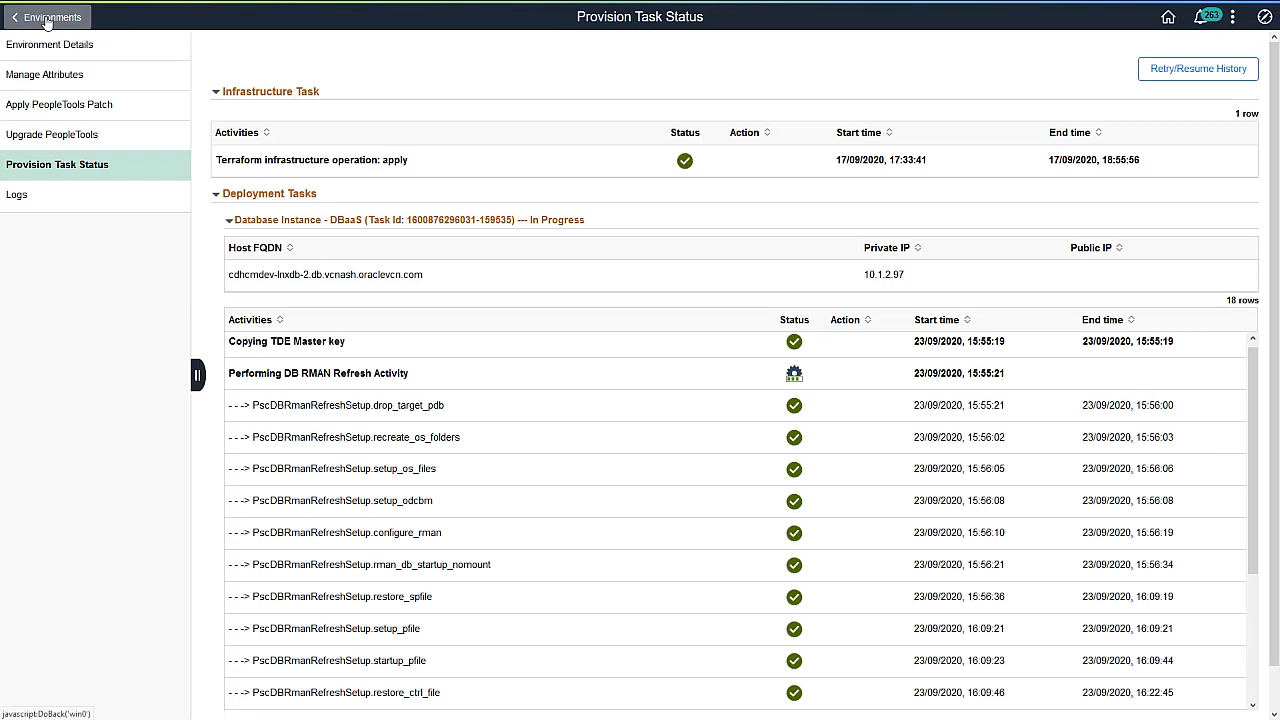 Environments
Provision Task Status
263
Environment Details
Manage Attributes
Apply PeopleTools Patch
Upgrade PeopleTools
Provision Task Status
Logs
Retry/Resume History
Infrastructure Task
1 row
Activities Status Action Start time End time
Terraform infrastructure operation: apply 17/09/2020, 17:33:41 17/09/2020, 18:55:56
Deployment Tasks
Database Instance - DBaaS (Task Id: 1600876296031-159535) --- In Progress
Host FQDN Private IP Public IP
cdhcmdev-lnxdb-2.db.vcnash.oraclevcn.com 10.1.2.97
18 rows
Activities Status Action Start time End time
Copying TDE Master key 23/09/2020, 15:55:19 23/09/2020, 15:55:19
Performing DB RMAN Refresh Activity 23/09/2020, 15:55:21
- - -> PscDBRmanRefreshSetup.drop_target_pdb 23/09/2020, 15:55:21 23/09/2020, 15:56:00
- - -> PscDBRmanRefreshSetup.recreate_os_folders 23/09/2020, 15:56:02 23/09/2020, 15:56:03
- - -> PscDBRmanRefreshSetup.setup_os_files 23/09/2020, 15:56:05 23/09/2020, 15:56:06
- - -> PscDBRmanRefreshSetup.setup_odcbm 23/09/2020, 15:56:08 23/09/2020, 15:56:08
- - -> PscDBRmanRefreshSetup.configure_rman 23/09/2020, 15:56:10 23/09/2020, 15:56:19
- - -> PscDBRmanRefreshSetup.rman_db_startup_nomount 23/09/2020, 15:56:21 23/09/2020, 15:56:34
- - -> PscDBRmanRefreshSetup.restore_spfile 23/09/2020, 15:56:36 23/09/2020, 16:09:19
- - -> PscDBRmanRefreshSetup.setup_pfile 23/09/2020, 16:09:21 23/09/2020, 16:09:21
- - -> PscDBRmanRefreshSetup.startup_pfile 23/09/2020, 16:09:23 23/09/2020, 16:09:44
- - -> PscDBRmanRefreshSetup.restore_ctrl_file 23/09/2020, 16:09:46 23/09/2020, 16:22:45
javascript:DoBack('win0')